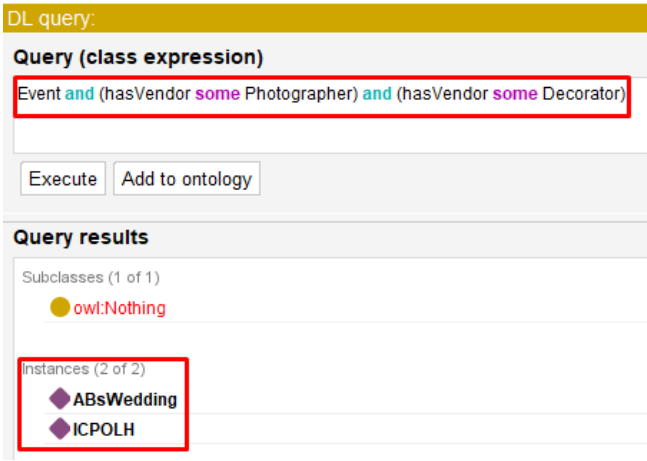 DL query:
Query (class expression)
Event and (hasVendor some Photographer) and (hasVendor some Decorator)
Execute Add to ontology
Query results
Subclasses (1 of 1)
owl:Nothing
Instances (2 of 2)
ABsWedding
ICPOLH